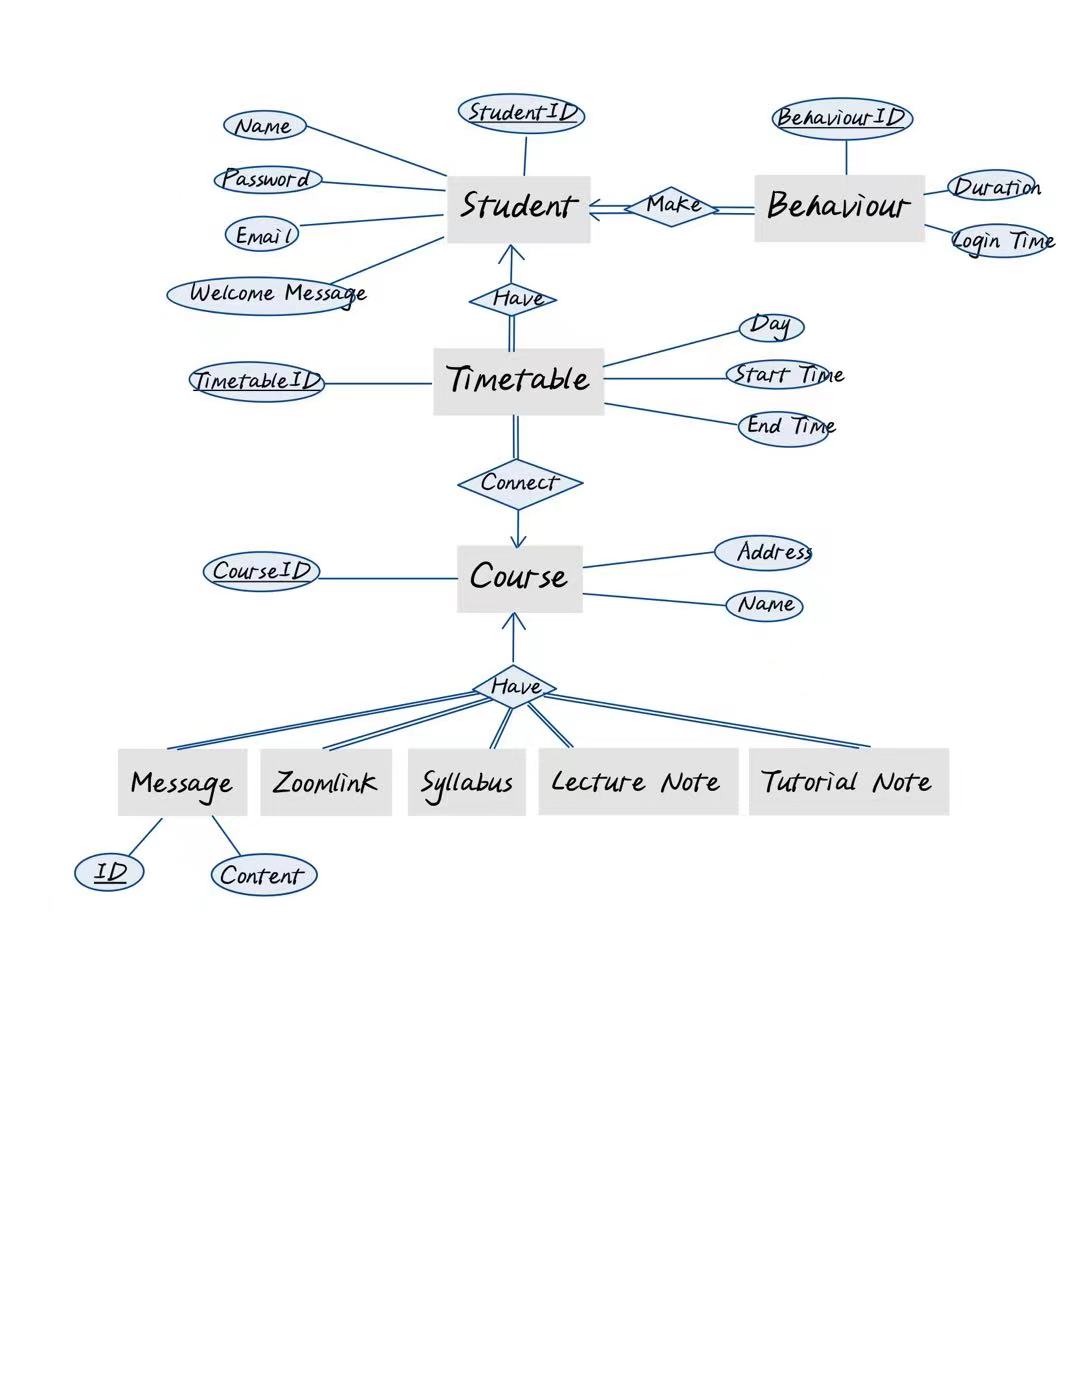 StudentID
BehaviourID
Name
Password
Email
Welcome Message
Student
Make
Behaviour
Duration
Login Time
Have
TimetableID
Timetable
Day
Start Time
End Time
Connect
CourseID
Course
Address
Name
Have
Message
Zoomlink
Syllabus
Lecture Note
Tutorial Note
ID
Content